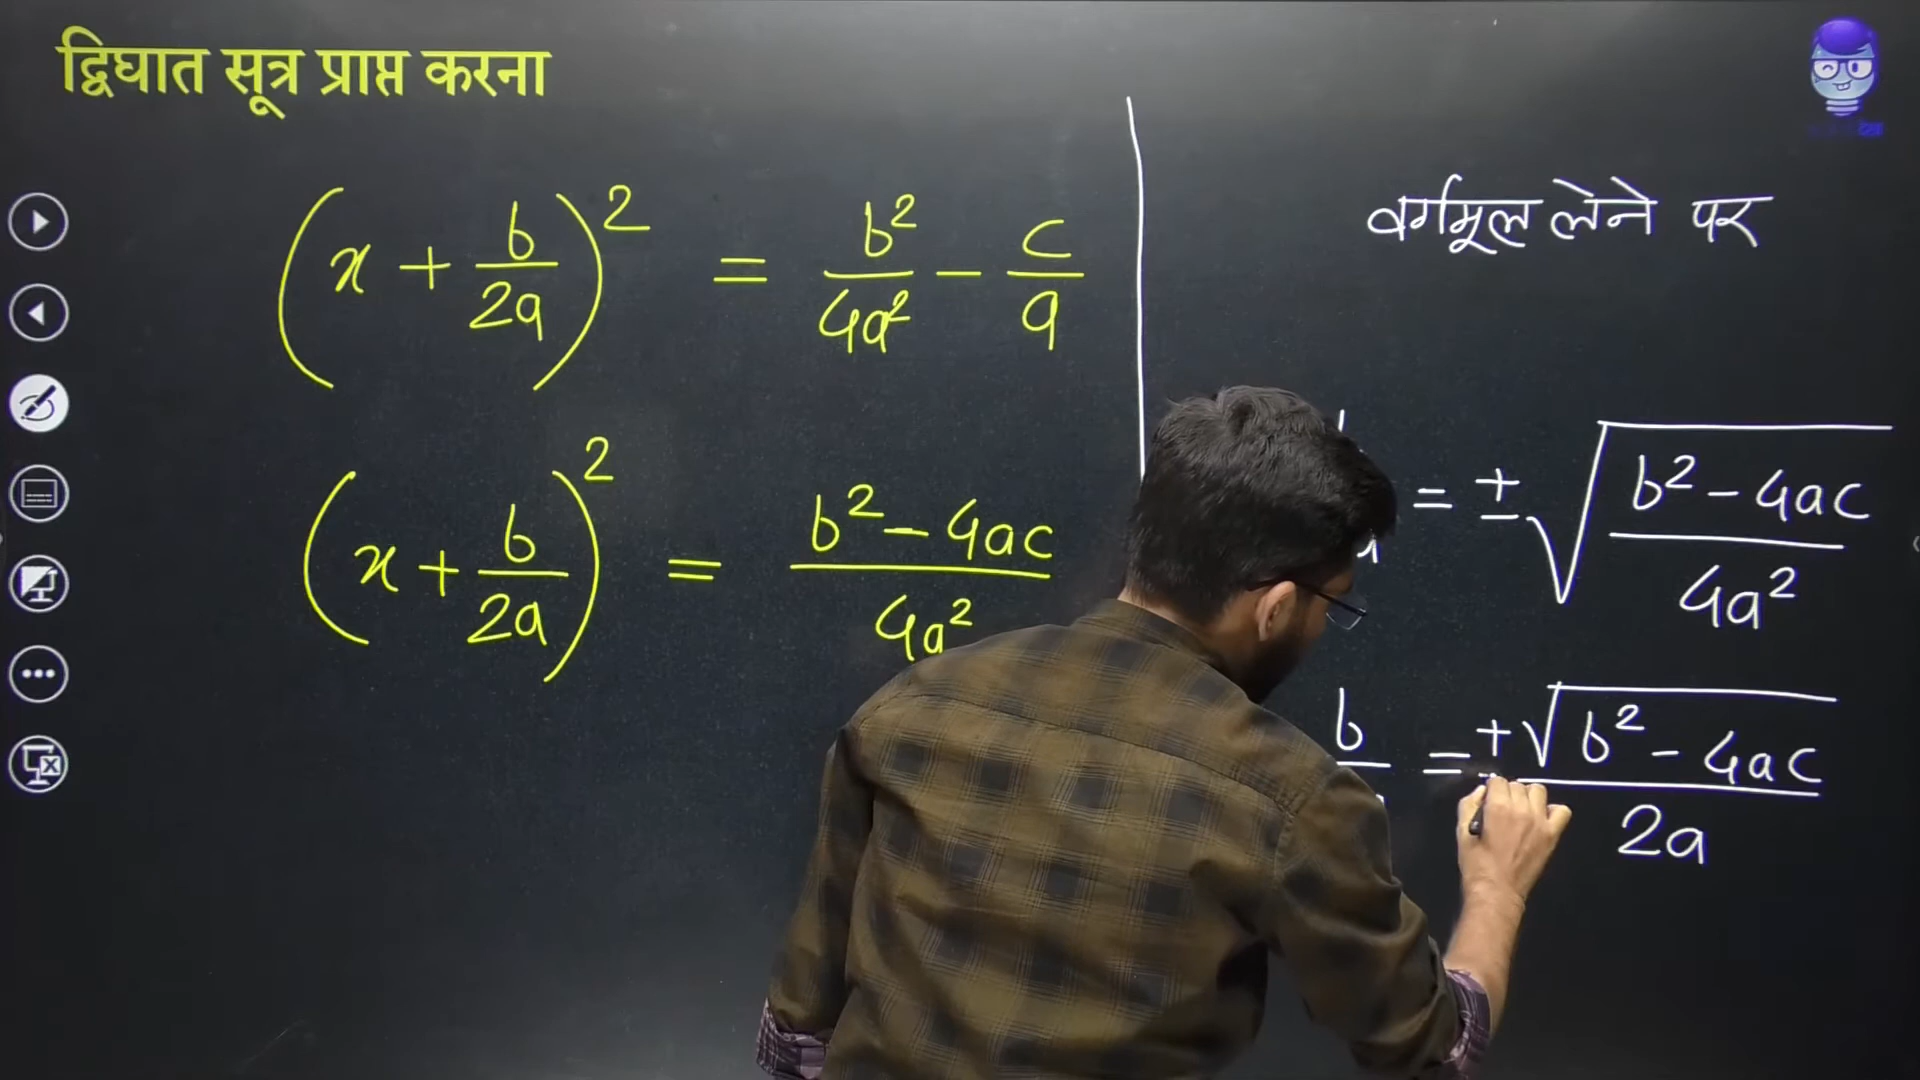 द्विघात सूत्र प्राप्त करना
(x + b/2a)² = b²/4a² - c/a
(x + b/2a)² = b² - 4ac/4a²
वर्गमूल लेने पर
= ± √(b² - 4ac/4a²)
b = ± √(b² - 4ac)/2a